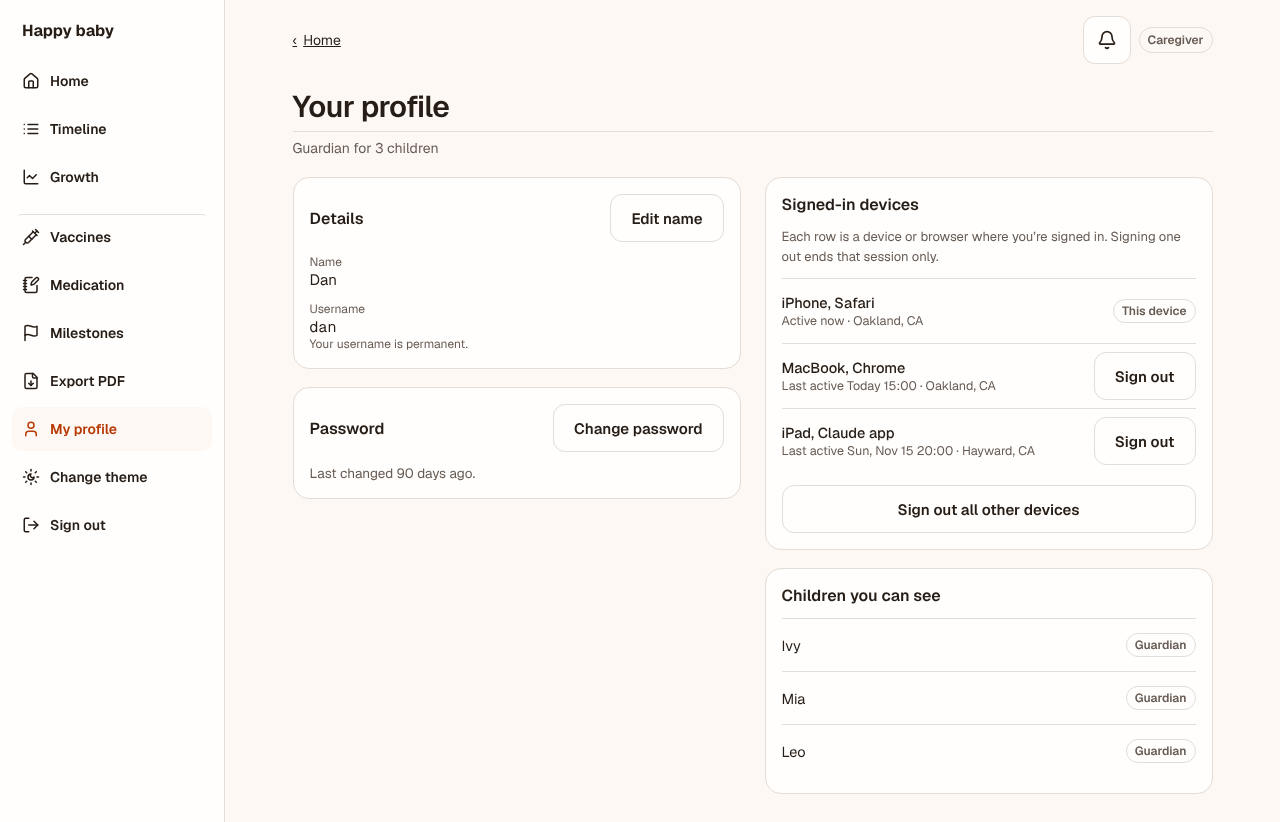 Happy baby
Home
Timeline
Growth
Vaccines
Medication
Milestones
Export PDF
My profile
Change theme
Sign out
‹ Home
Caregiver
Your profile
Guardian for 3 children
Details
Edit name
Name
Dan
Username
dan
Your username is permanent.
Password
Change password
Last changed 90 days ago.
Signed-in devices
Each row is a device or browser where you’re signed in. Signing one
out ends that session only.
iPhone, Safari
Active now · Oakland, CA
This device
MacBook, Chrome
Last active Today 15:00 · Oakland, CA
Sign out
iPad, Claude app
Last active Sun, Nov 15 20:00 · Hayward, CA
Sign out
Sign out all other devices
Children you can see
Ivy
Guardian
Mia
Guardian
Leo
Guardian